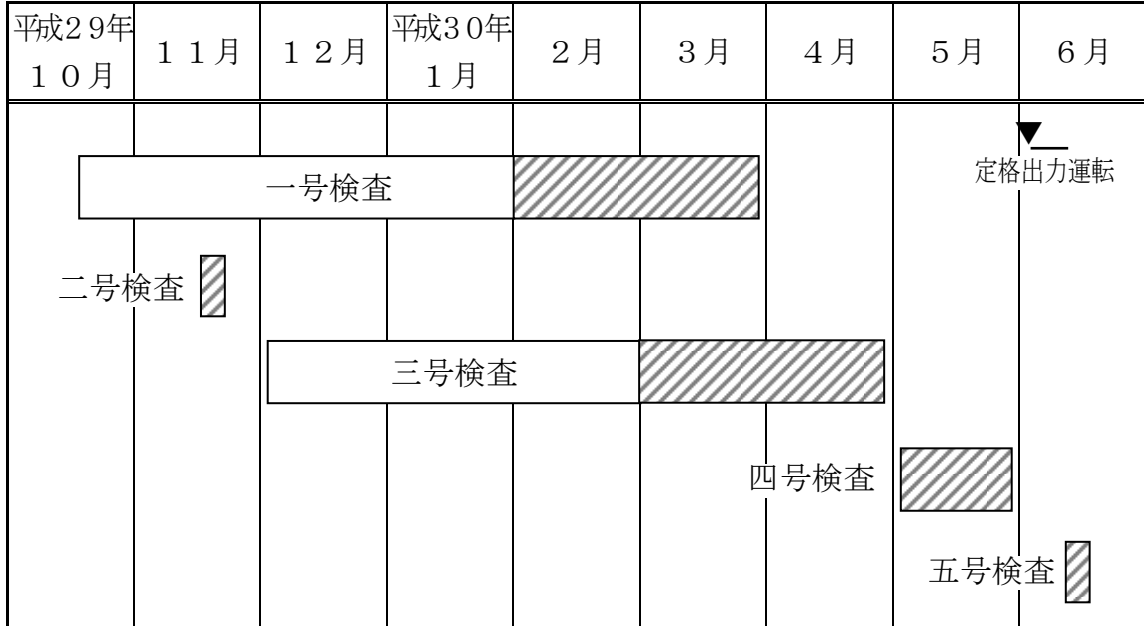 平成２９年
１０月
１１月
１２月
平成３０年
１月
２月
３月
４月
５月
６月
定格出力運転
一号検査
二号検査
三号検査
四号検査
五号検査